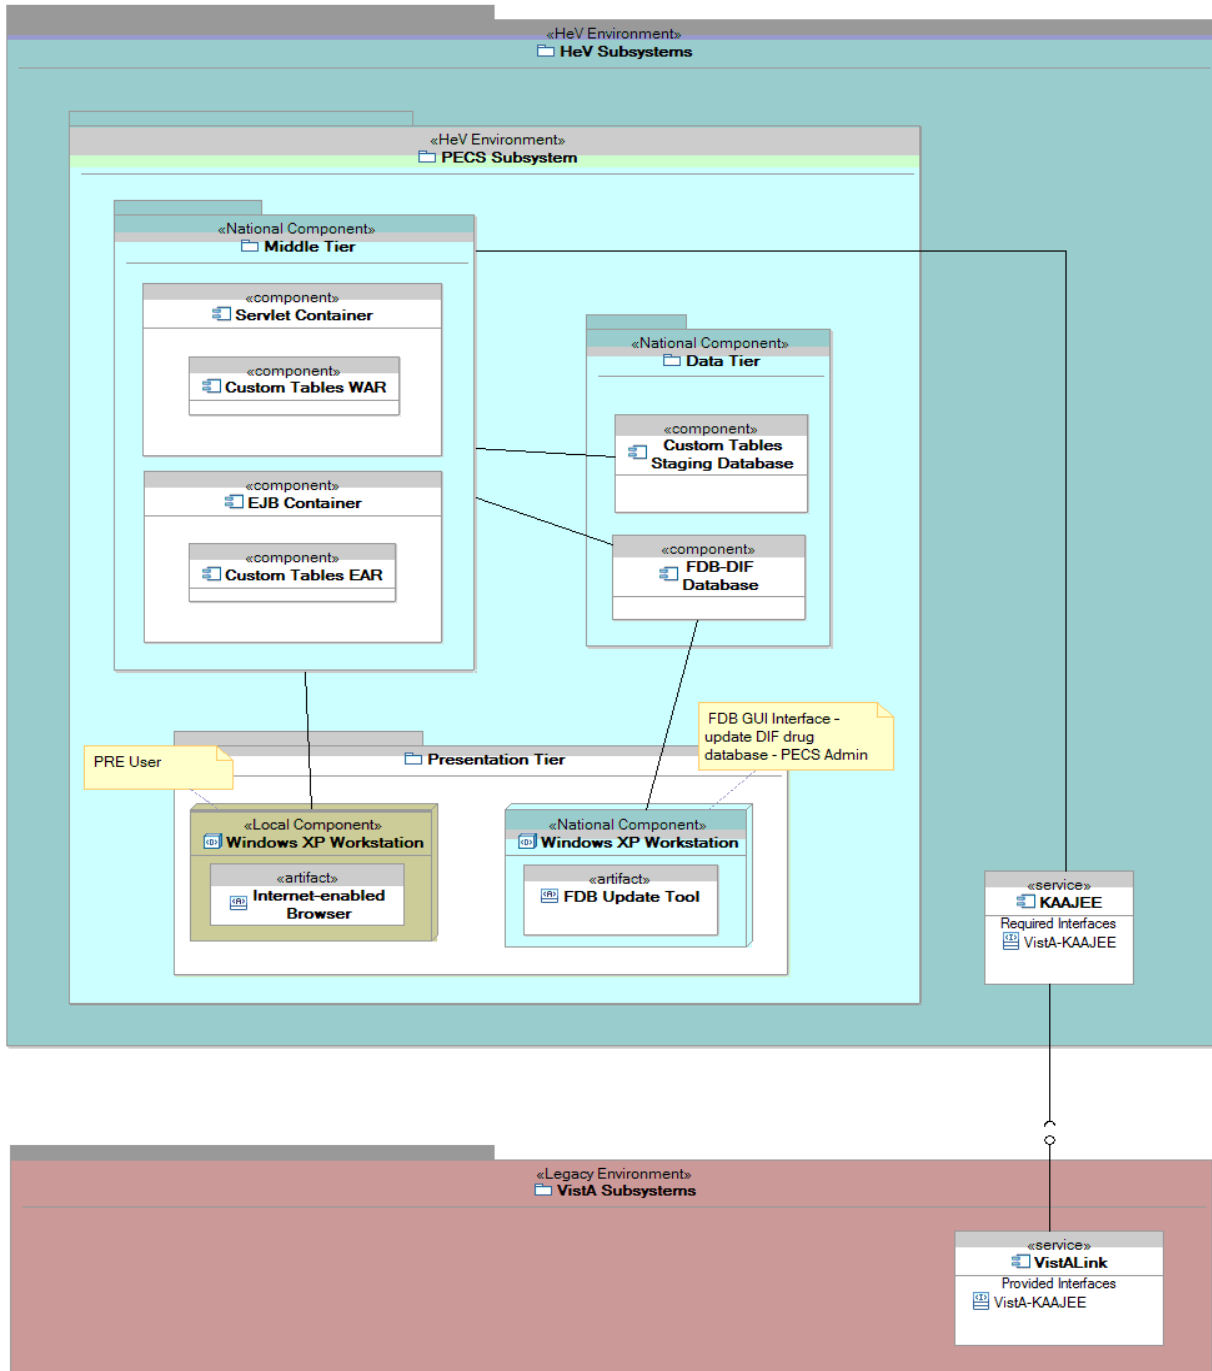 «HeV Environment»
HeV Subsystems
«HeV Environment»
PECS Subsystem
«National Component»
Middle Tier
«component»
Servlet Container
«component»
Custom Tables WAR
«component»
EJB Container
«component»
Custom Tables EAR
«National Component»
Data Tier
«component»
Custom Tables
Staging Database
«component»
FDB-DIF
Database
FDB GUI Interface -
update DIF drug
database - PECS Admin
PRE User
Presentation Tier
«Local Component»
Windows XP Workstation
«artifact»
Internet-enabled
Browser
«National Component»
Windows XP Workstation
«artifact»
FDB Update Tool
«service»
KAAJEE
Required Interfaces
VistA-KAAJEE
«Legacy Environment»
VistA Subsystems
«service»
VistALink
Provided Interfaces
VistA-KAAJEE